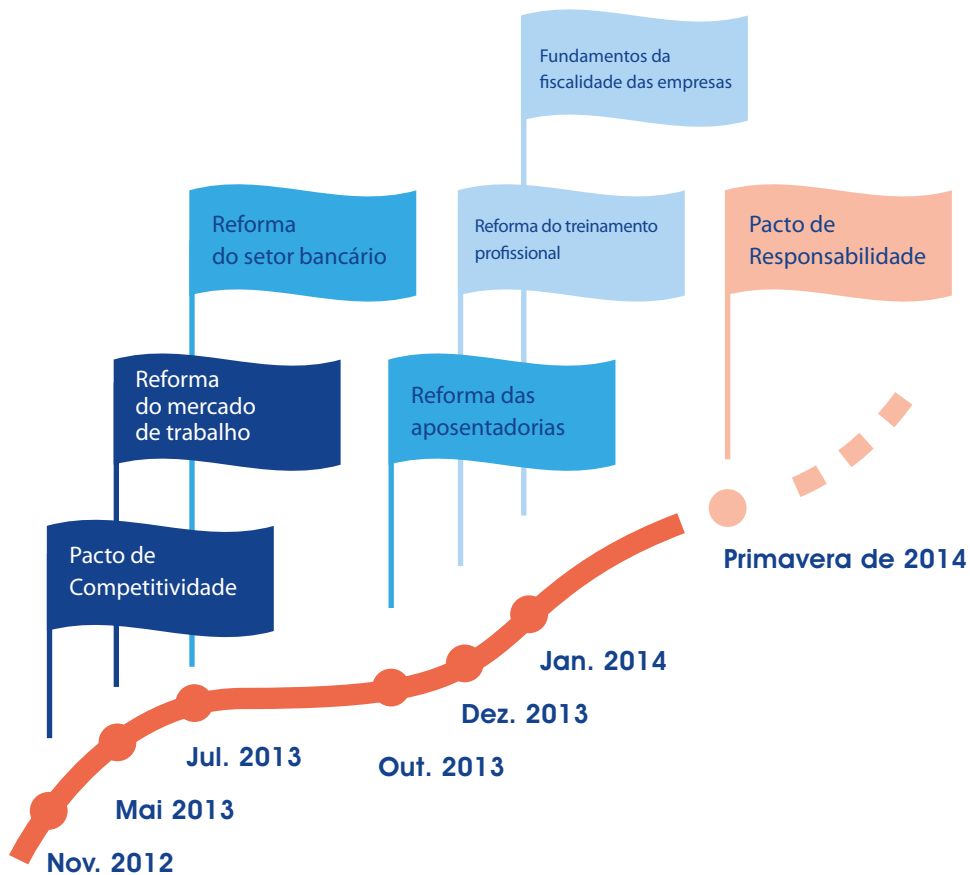 Fundamentos da
fiscalidade das empresas
Reforma
do setor bancário
Reforma do treinamento
profissional
Pacto de
Responsabilidade
Reforma
do mercado
de trabalho
Reforma das
aposentadorias
Pacto de
Competitividade
Primavera de 2014
Jan. 2014
Dez. 2013
Jul. 2013
Out. 2013
Mai 2013
Nov. 2012